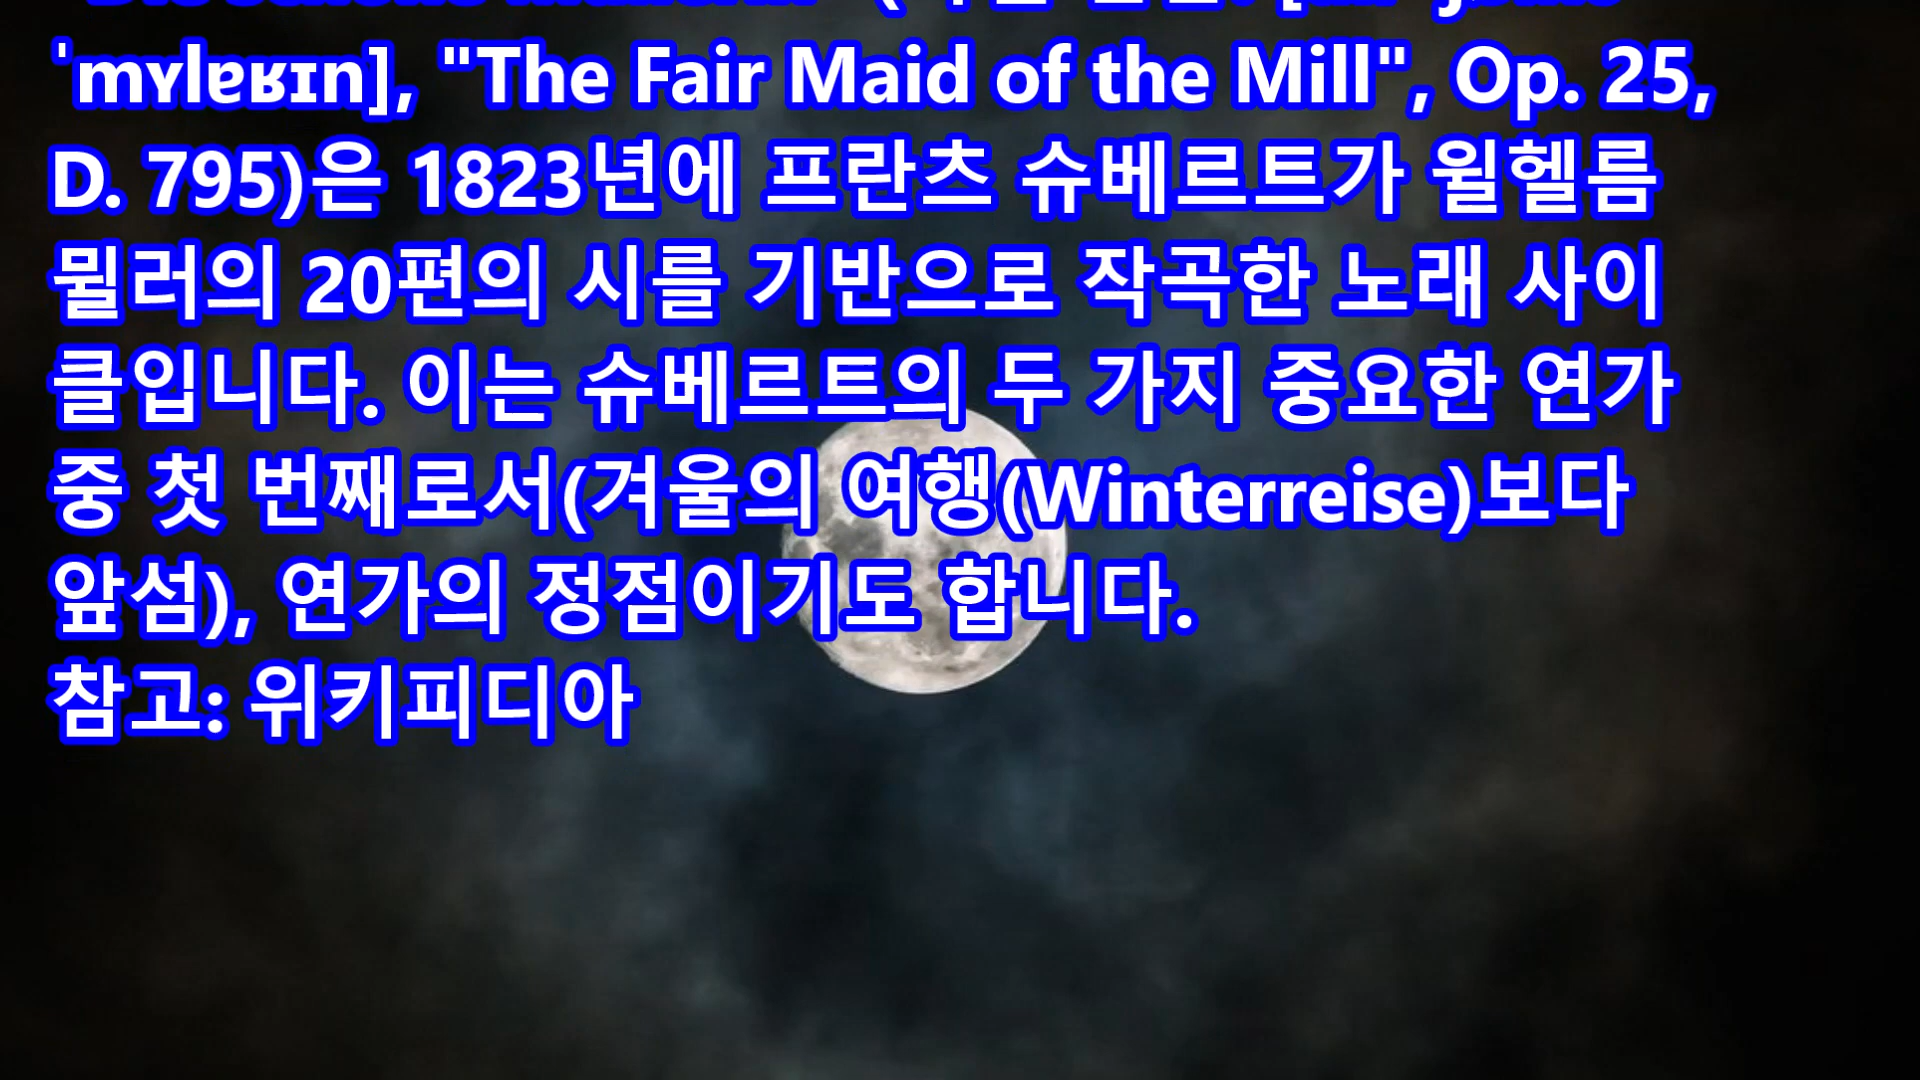 ˈmʏlɐʁɪn], "The Fair Maid of the Mill", Op. 25,
D. 795)은 1823년에 프란츠 슈베르트가 윌헬름
뮐러의 20편의 시를 기반으로 작곡한 노래 사이
클입니다. 이는 슈베르트의 두 가지 중요한 연가
중 첫 번째로서(겨울의 여행(Winterreise)보다
앞섬), 연가의 정점이기도 합니다.
참고: 위키피디아